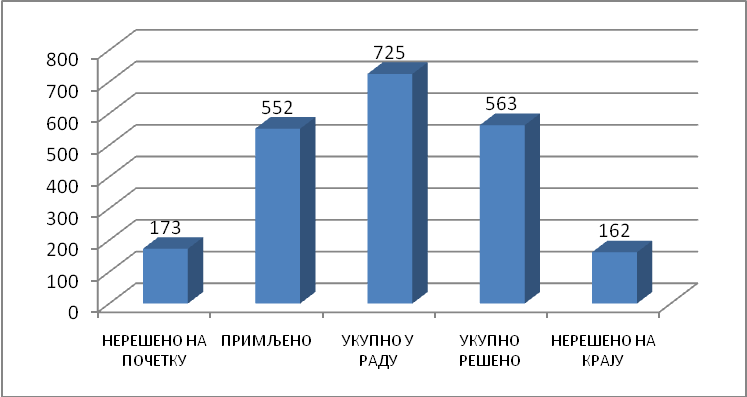 800
700
600
500
400
300
200
100
0
173
552
725
563
162
НЕРЕШЕНО НА
ПОЧЕТКУ
ПРИМЉЕНО
УКУПНО У
РАДУ
УКУПНО
РЕШЕНО
НЕРЕШЕНО НА
КРАЈУ